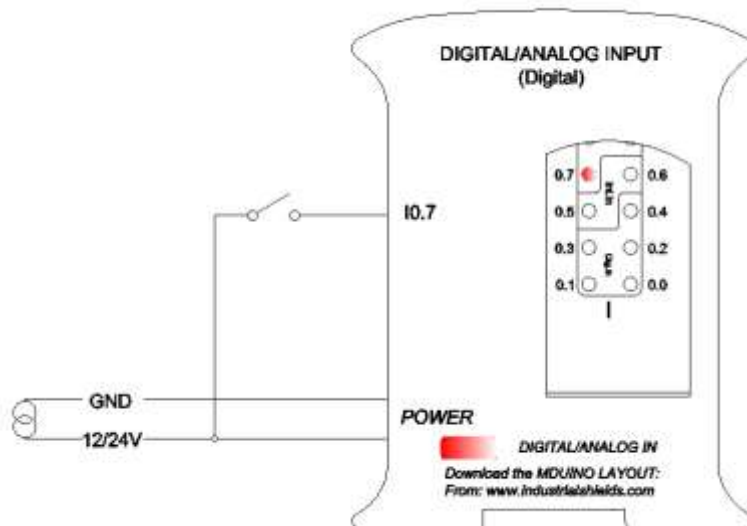 DIGITAL/ANALOG INPUT
(Digital)
0.7 0.6
0.5 0.4
0.3 0.2
0.1 0.0
I
I0.7
GND
12/24V
POWER
DIGITAL/ANALOG IN
Download the MDUINO LAYOUT:
From: www.industrialshields.com